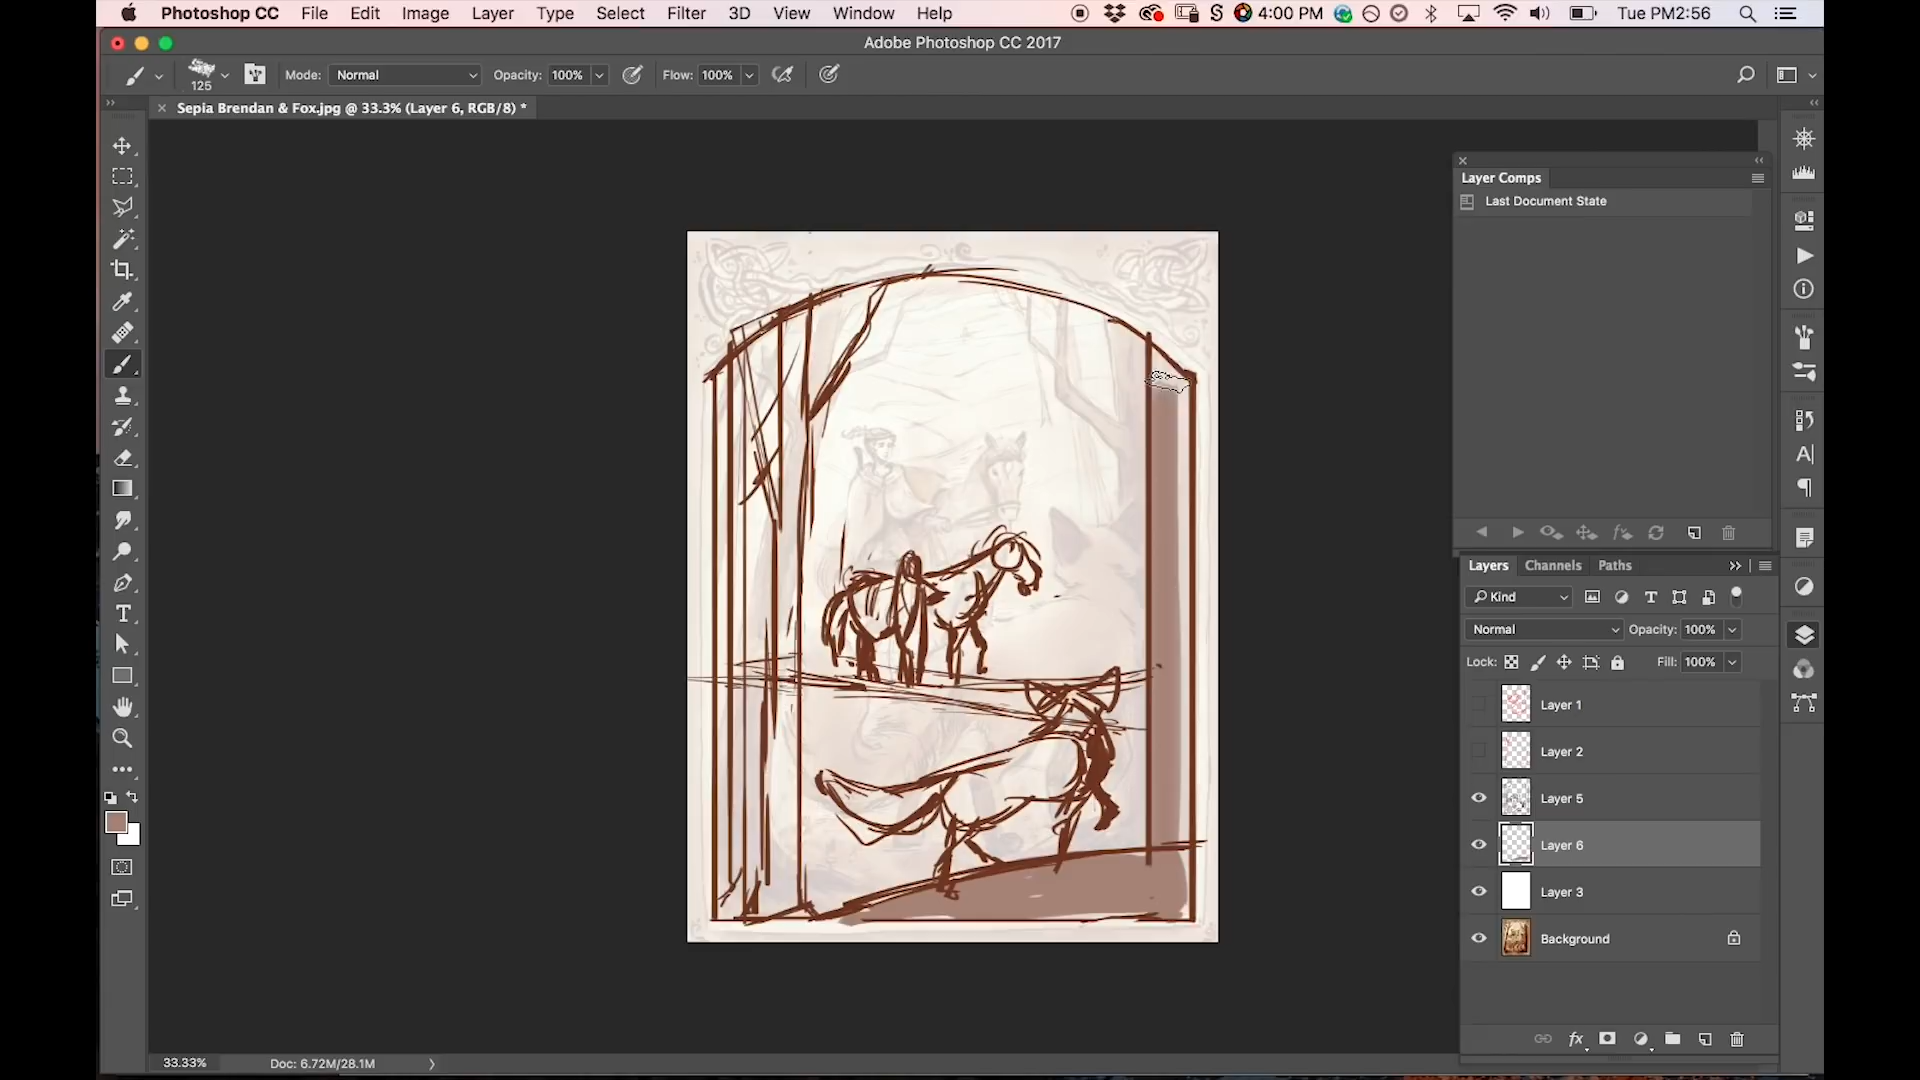 Photoshop CC File Edit Image Layer Type Select Filter 3D View Window Help 4:00 PM Tue PM2:56
Adobe Photoshop CC 2017
125 Mode: Normal Opacity: 100% Flow: 100%
Sepia Brendan & Fox.jpg @ 33.3% (Layer 6, RGB/8) *
Layer Comps
Last Document State
Layers Channels Paths
Kind
Normal Opacity: 100%
Lock: Fill: 100%
Layer 1
Layer 2
Layer 5
Layer 6
Layer 3
Background
33.33% Doc: 6.72M/28.1M